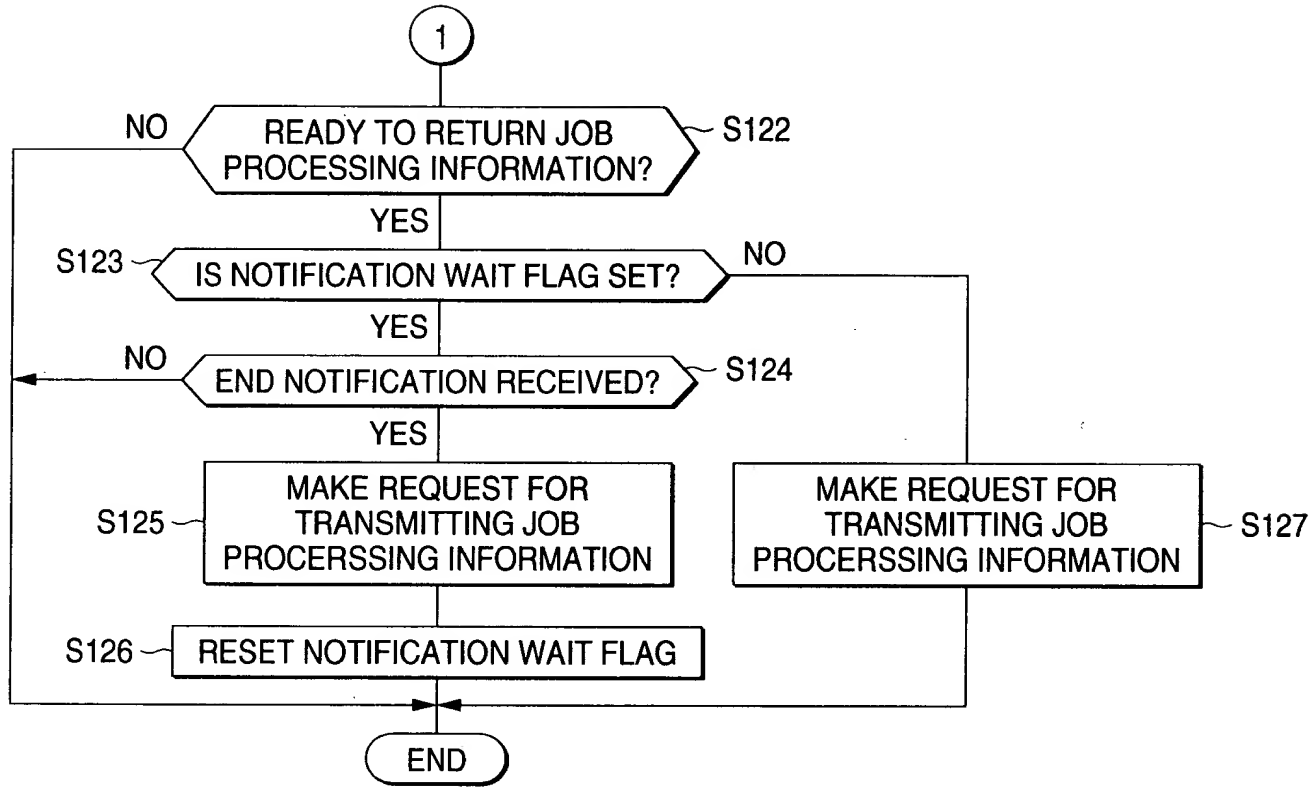 1
NO
READY TO RETURN JOB
PROCESSING INFORMATION?
S122
YES
S123
IS NOTIFICATION WAIT FLAG SET?
NO
YES
NO
END NOTIFICATION RECEIVED?
S124
YES
S125
MAKE REQUEST FOR
TRANSMITTING JOB
PROCERSSING INFORMATION
MAKE REQUEST FOR
TRANSMITTING JOB
PROCERSSING INFORMATION
S127
S126
RESET NOTIFICATION WAIT FLAG
END